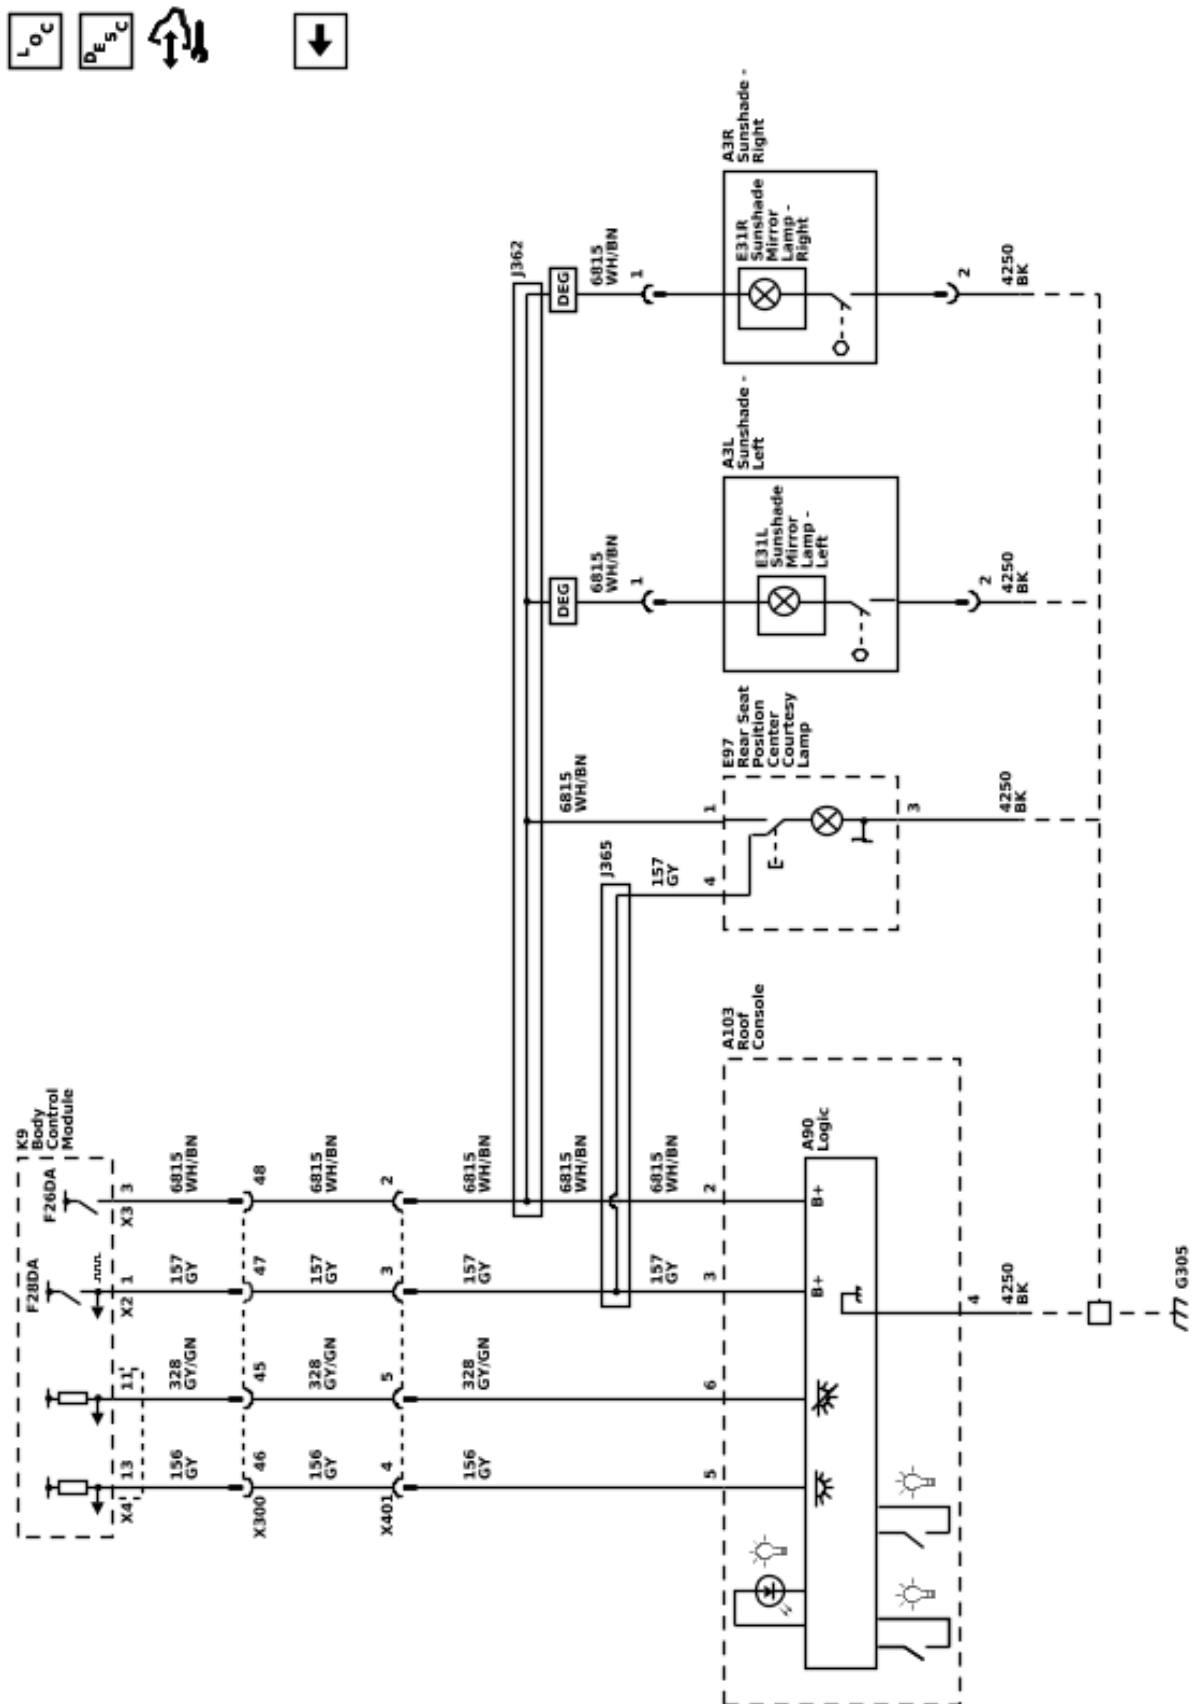 LOC
DESC
K9
Body
Control
Module
F28DA
F26DA
X4
13
11
X2
1
X3
3
156
GY
328
GY/GN
157
GY
6815
WH/BN
X300
46
45
47
48
156
GY
328
GY/GN
157
GY
6815
WH/BN
X401
4
5
3
2
156
GY
328
GY/GN
157
GY
6815
WH/BN
J362
6815
WH/BN
J365
157
GY
6815
WH/BN
5
6
3
2
A103
Roof
Console
A90
Logic
B+
B+
4
4250
BK
157
GY
4
6815
WH/BN
1
E97
Rear Seat
Position
Center
Courtesy
Lamp
3
4250
BK
DEG
6815
WH/BN
1
A3L
Sunshade -
Left
E31L
Sunshade
Mirror
Lamp -
Left
2
4250
BK
DEG
6815
WH/BN
1
A3R
Sunshade -
Right
E31R
Sunshade
Mirror
Lamp -
Right
2
4250
BK
G305